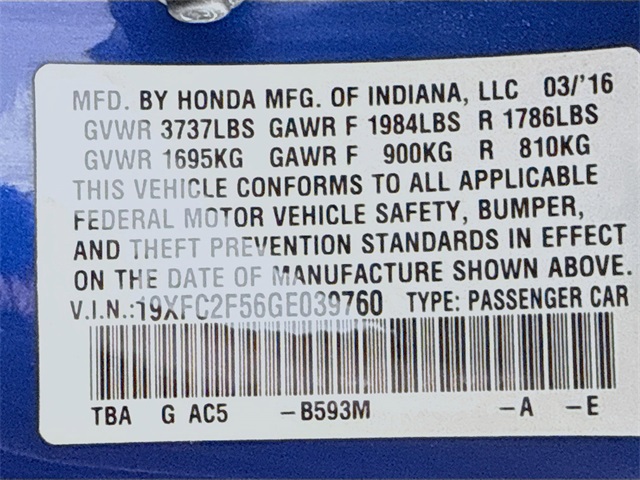 MFD. BY HONDA MFG. OF INDIANA, LLC 03/'16
GVWR 3737LBS GAWR F 1984LBS R 1786LBS
GVWR 1695KG GAWR F 900KG R 810KG
THIS VEHICLE CONFORMS TO ALL APPLICABLE
FEDERAL MOTOR VEHICLE SAFETY, BUMPER,
AND THEFT PREVENTION STANDARDS IN EFFECT
ON THE DATE OF MANUFACTURE SHOWN ABOVE.
V.I.N.:19XFC2F56GE039760 TYPE: PASSENGER CAR
TBA G AC5 -B593M -A -E